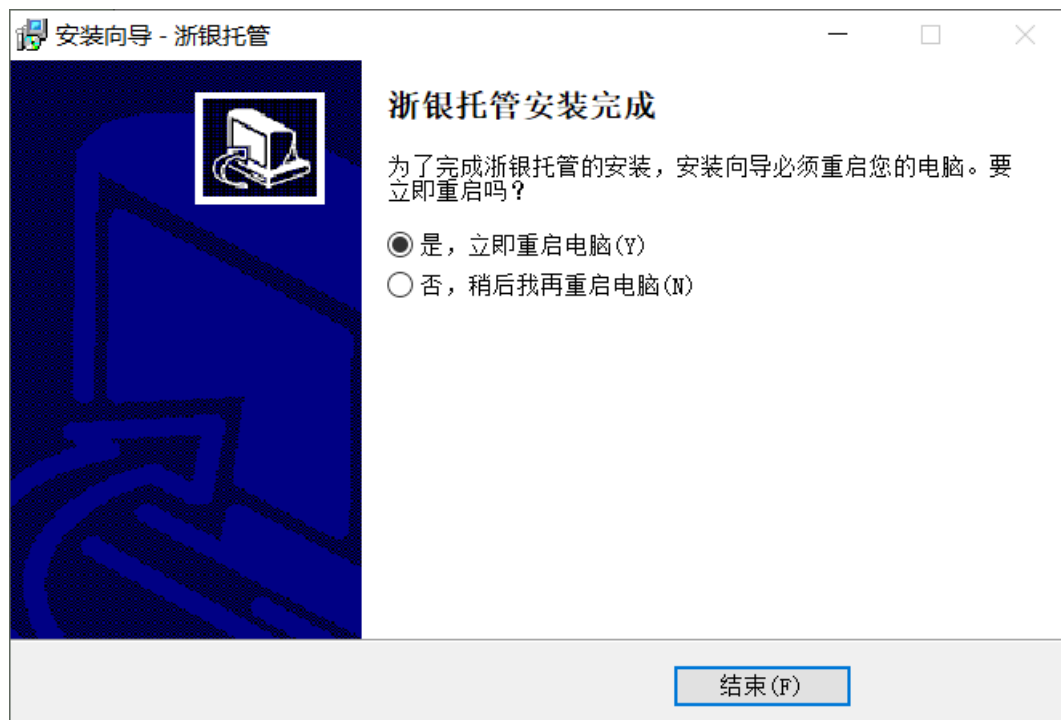 安装向导 - 浙银托管
浙银托管安装完成
为了完成浙银托管的安装，安装向导必须重启您的电脑。要
立即重启吗？
是，立即重启电脑(Y)
否，稍后我再重启电脑(N)
结束(F)